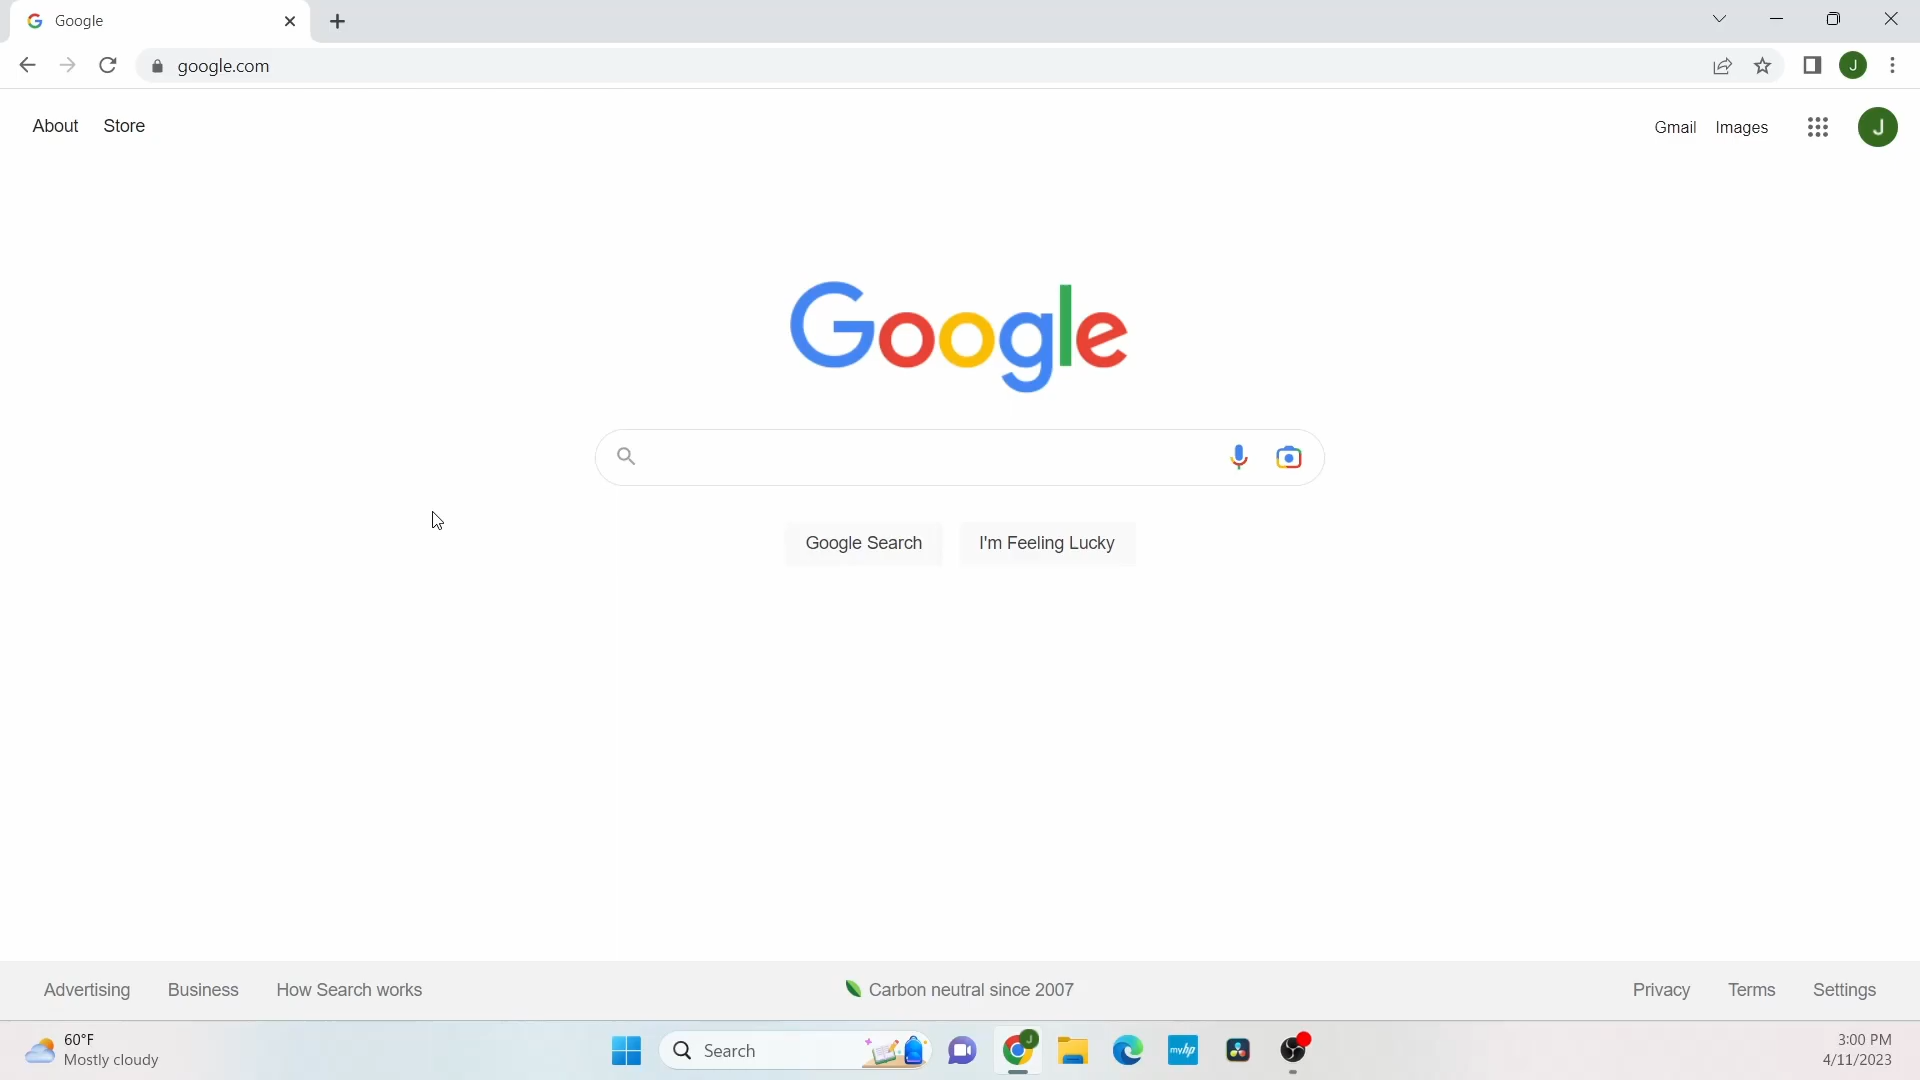 Google
google.com
About Store
Gmail Images
J
J
Google
Google Search
I'm Feeling Lucky
Advertising Business How Search works
Carbon neutral since 2007
Privacy Terms Settings
60°F
Mostly cloudy
Search
J
myhp
3:00 PM
4/11/2023